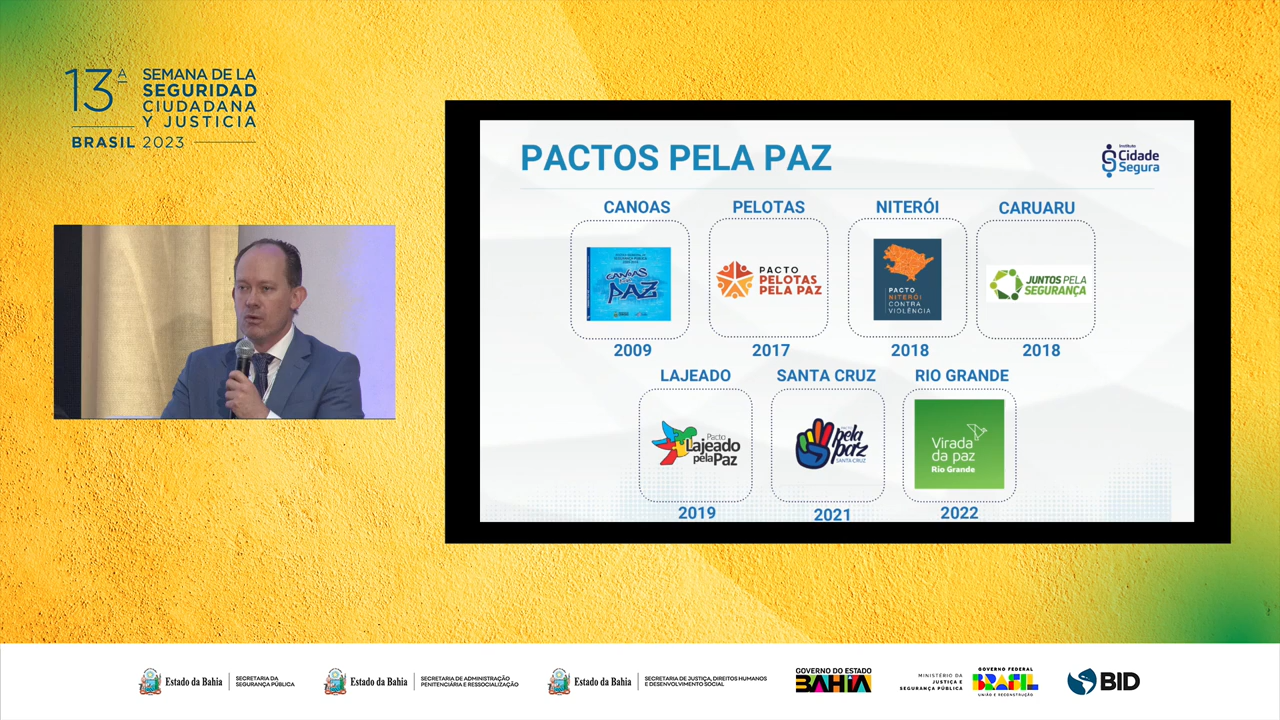 13ª
SEMANA DE LA
SEGURIDAD
CIUDADANA
Y JUSTICIA
BRASIL 2023
PACTOS PELA PAZ
Instituto
Cidade
Segura
CANOAS
PELOTAS
NITERÓI
CARUARU
CANOAS
PAZ
PACTO
PELOTAS
PELA PAZ
PACTO
NITERÓI
CONTRA
VIOLÊNCIA
JUNTOS PELA
SEGURANÇA
2009
2017
2018
2018
LAJEADO
SANTA CRUZ
RIO GRANDE
Pacto
Lajeado
pela Paz
PACTO
pela
paz
SANTA CRUZ
Virada
da paz
Rio Grande
2019
2021
2022
Estado da Bahia
SECRETARIA DA
SEGURANÇA PÚBLICA
Estado da Bahia
SECRETARIA DE ADMINISTRAÇÃO
PENITENCIÁRIA E RESSOCIALIZAÇÃO
Estado da Bahia
SECRETARIA DE JUSTIÇA, DIREITOS HUMANOS
E DESENVOLVIMENTO SOCIAL
GOVERNO DO ESTADO
BAHIA
MINISTÉRIO DA
JUSTIÇA E
SEGURANÇA PÚBLICA
GOVERNO FEDERAL
BRASIL
UNIÃO E RECONSTRUÇÃO
BID